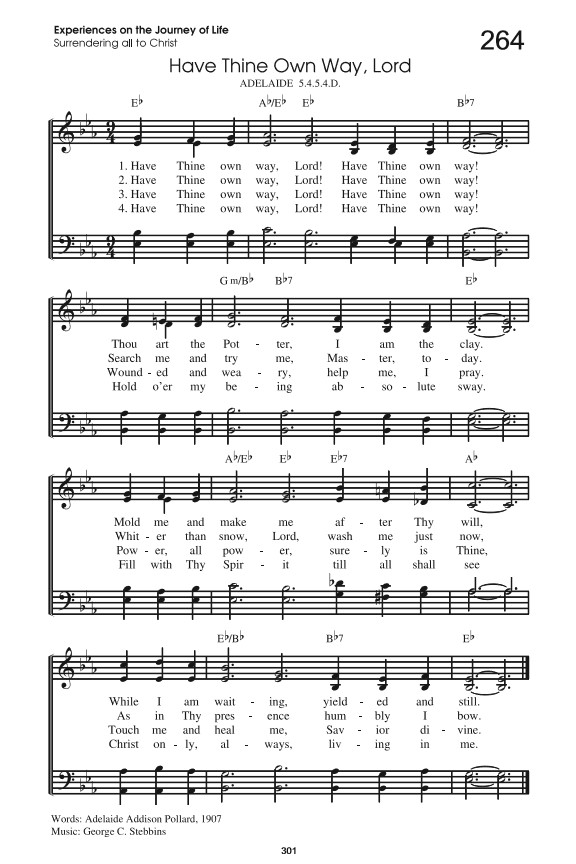 Experiences on the Journey of Life
Surrendering all to Christ
264
Have Thine Own Way, Lord
ADELAIDE 5.4.5.4.D.
E♭ A♭/E♭ E♭ B♭7
1. Have Thine own way, Lord! Have Thine own way!
2. Have Thine own way, Lord! Have Thine own way!
3. Have Thine own way, Lord! Have Thine own way!
4. Have Thine own way, Lord! Have Thine own way!
G m/B♭ B♭7 E♭
Thou art the Pot - ter, I am the clay.
Search me and try me, Mas - ter, to - day.
Wound - ed and wea - ry, help me, I pray.
Hold o'er my be - ing ab - so - lute sway.
A♭/E♭ E♭ E♭7 A♭
Mold me and make me af - ter Thy will,
Whit - er than snow, Lord, wash me just now,
Pow - er, all pow - er, sure - ly is Thine,
Fill with Thy Spir - it till all shall see
E♭/B♭ B♭7 E♭
While I am wait - ing, yield - ed and still.
As in Thy pres - ence hum - bly I bow.
Touch me and heal me, Sav - ior di - vine.
Christ on - ly, al - ways, liv - ing in me.
Words: Adelaide Addison Pollard, 1907
Music: George C. Stebbins
301